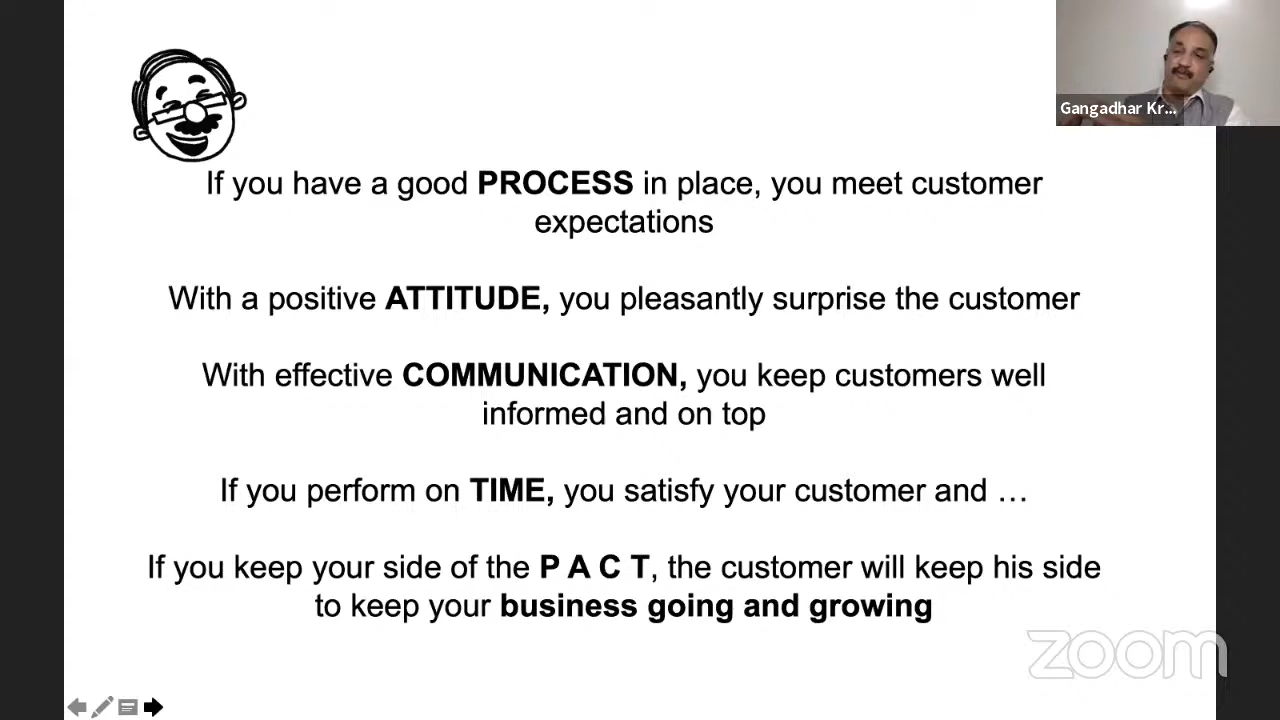 Gangadhar Kr...
If you have a good PROCESS in place, you meet customer
expectations
With a positive ATTITUDE, you pleasantly surprise the customer
With effective COMMUNICATION, you keep customers well
informed and on top
If you perform on TIME, you satisfy your customer and …
If you keep your side of the P A C T, the customer will keep his side
to keep your business going and growing
zoom